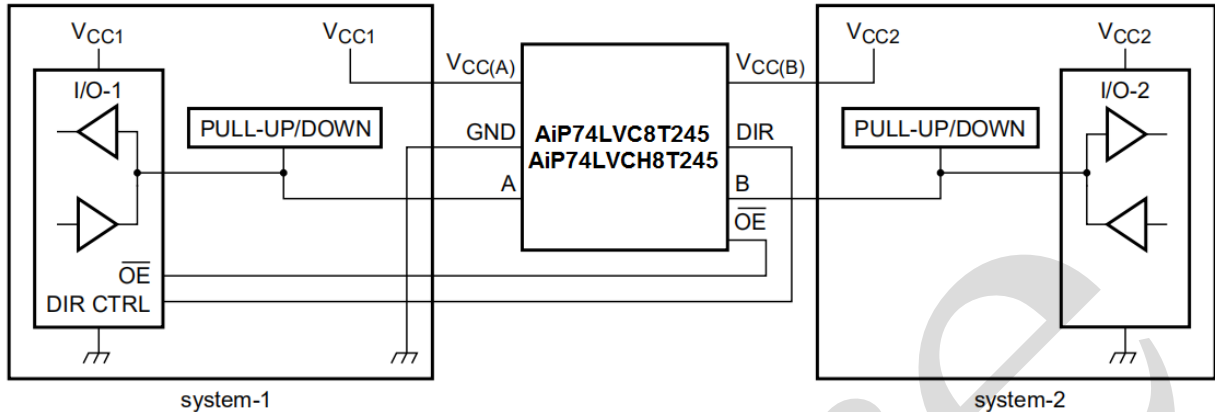 VCC1
VCC1
VCC2
VCC2
VCC(A)
VCC(B)
I/O-1
I/O-2
PULL-UP/DOWN
GND
AiP74LVC8T245
AiP74LVCH8T245
DIR
PULL-UP/DOWN
A
B
OE
OE
DIR CTRL
system-1
system-2